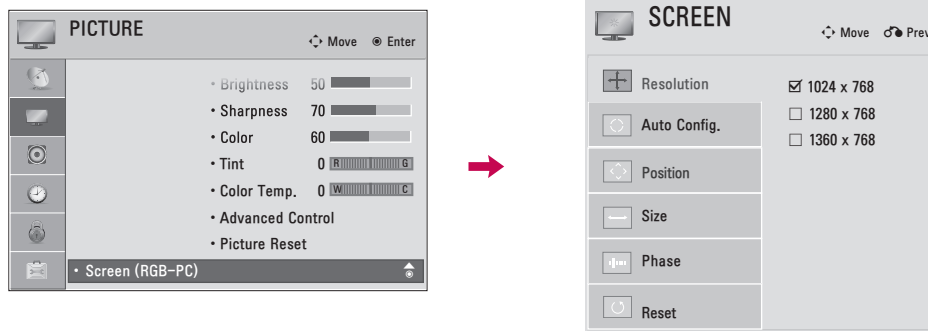 PICTURE
Move Enter
• Brightness 50
• Sharpness 70
• Color 60
• Tint 0 R G
• Color Temp. 0 W C
• Advanced Control
• Picture Reset
• Screen (RGB-PC)
SCREEN
Move Prev
Resolution
Auto Config.
Position
Size
Phase
Reset
☑ 1024 x 768
☐ 1280 x 768
☐ 1360 x 768